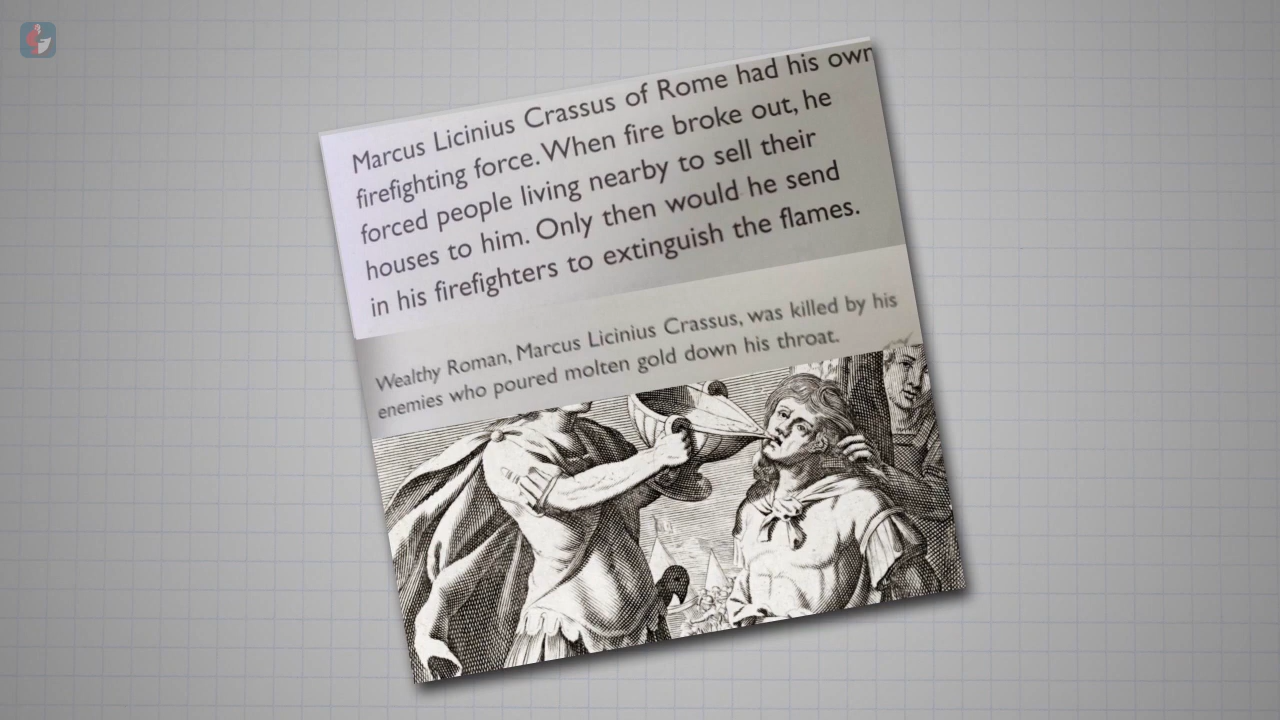 Marcus Licinius Crassus of Rome had his own
firefighting force. When fire broke out, he
forced people living nearby to sell their
houses to him. Only then would he send
in his firefighters to extinguish the flames.
Wealthy Roman, Marcus Licinius Crassus, was killed by his
enemies who poured molten gold down his throat.